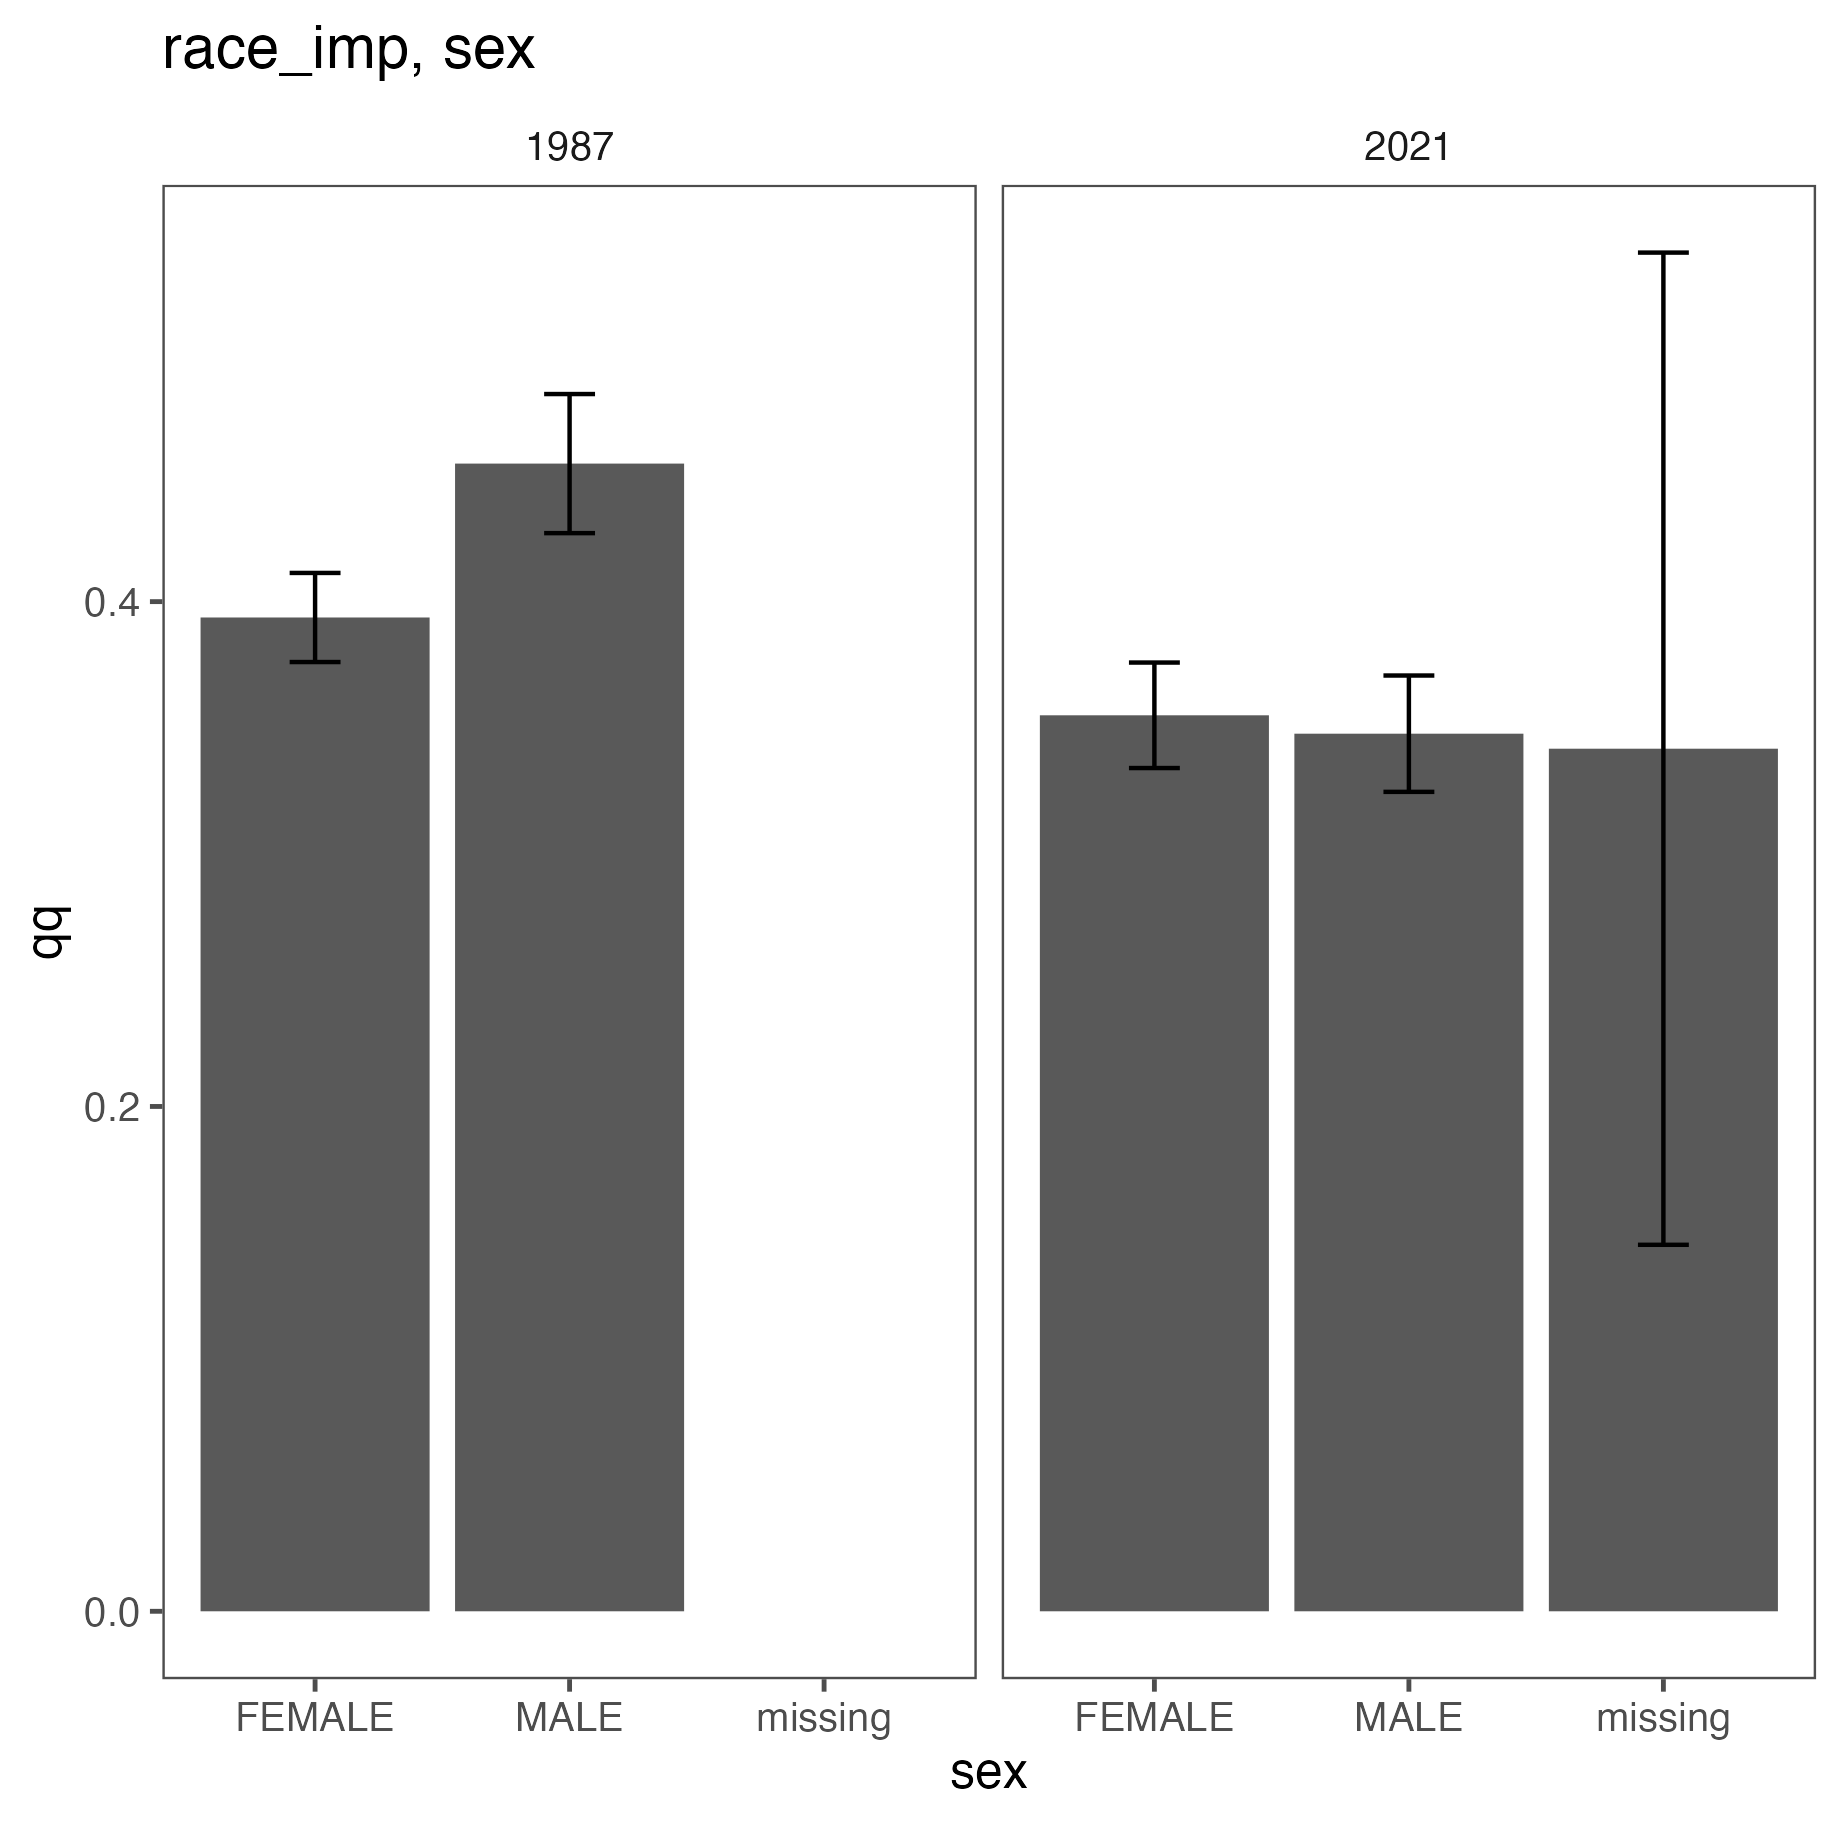 race_imp, sex
1987
2021
qq
0.4
0.2
0.0
FEMALE MALE missing
FEMALE MALE missing
sex